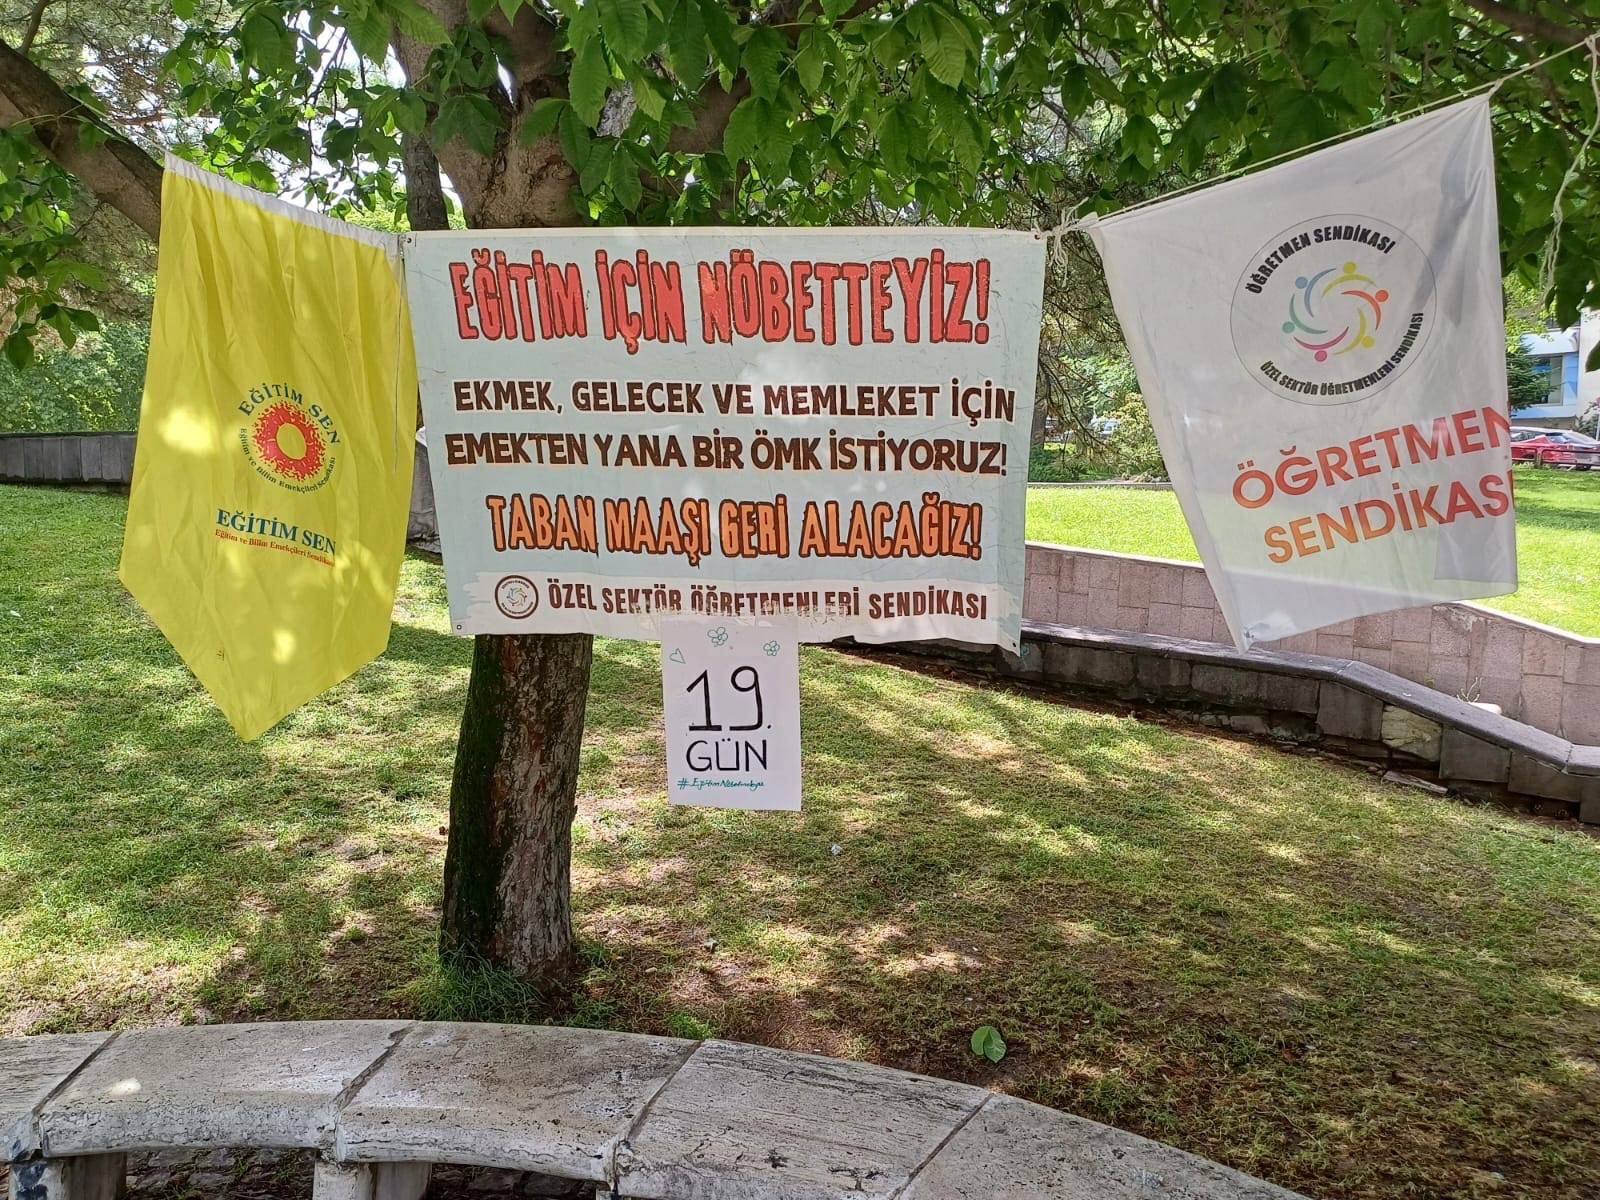 EĞİTİM SEN
Eğitim ve Bilim Emekçileri Sendikası
EĞİTİM SEN
Eğitim ve Bilim Emekçileri Sendikası
EĞİTİM İÇİN NÖBETTEYİZ!
EKMEK, GELECEK VE MEMLEKET İÇİN
EMEKTEN YANA BİR ÖMK İSTİYORUZ!
TABAN MAAŞI GERİ ALACAĞIZ!
ÖZEL SEKTÖR ÖĞRETMENLERİ SENDİKASI
19.
GÜN
ÖĞRETMEN SENDİKASI
ÖZEL SEKTÖR ÖĞRETMENLERİ SENDİKASI
ÖĞRETMEN
SENDİKASI